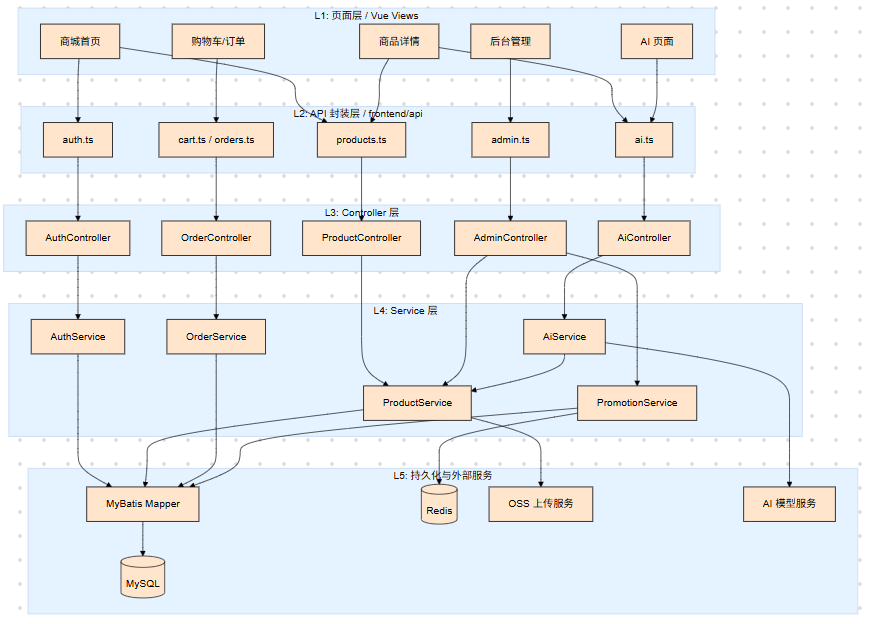 L1: 页面层 / Vue Views
商城首页
购物车/订单
商品详情
后台管理
AI 页面
L2: API 封装层 / frontend/api
auth.ts
cart.ts / orders.ts
products.ts
admin.ts
ai.ts
L3: Controller 层
AuthController
OrderController
ProductController
AdminController
AiController
L4: Service 层
AuthService
OrderService
AiService
ProductService
PromotionService
L5: 持久化与外部服务
MyBatis Mapper
Redis
OSS 上传服务
AI 模型服务
MySQL